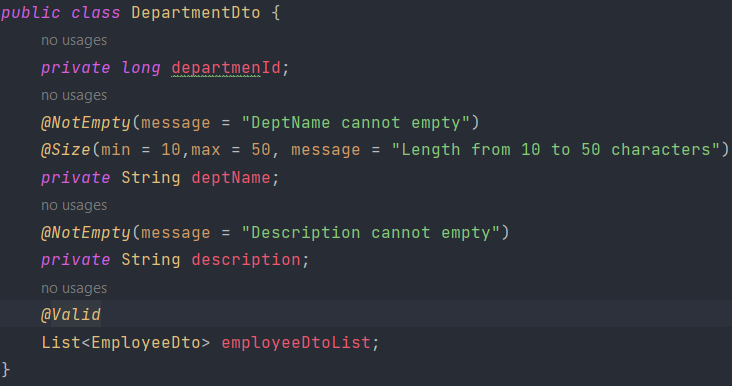 public class DepartmentDto {
no usages
private long departmenId;
no usages
@NotEmpty(message = "DeptName cannot empty")
@Size(min = 10,max = 50, message = "Length from 10 to 50 characters")
private String deptName;
no usages
@NotEmpty(message = "Description cannot empty")
private String description;
no usages
@Valid
List<EmployeeDto> employeeDtoList;
}